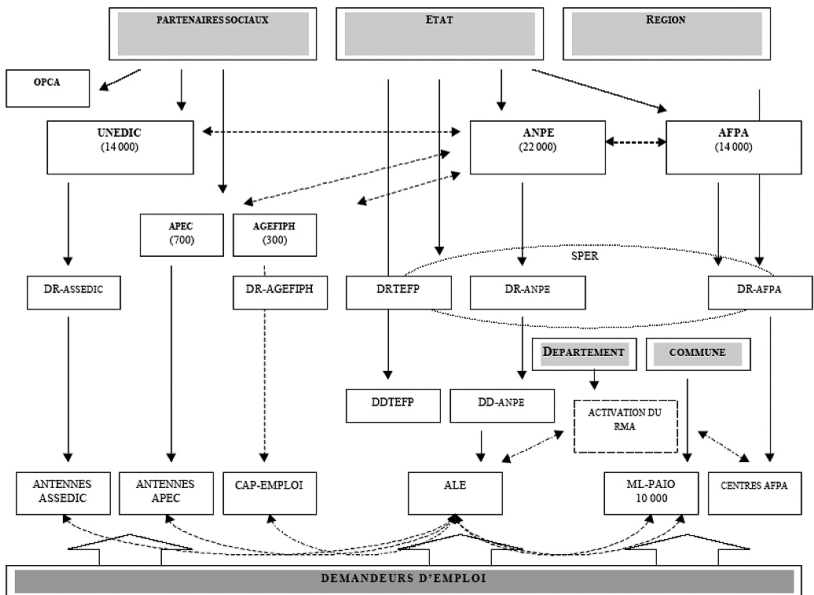 PARTENAIRES SOCIAUX
ETAT
REGION
OPCA
UNEDIC
(14 000)
ANPE
(22 000)
AFPA
(14 000)
APEC
(700)
AGEFIPH
(300)
SPER
DR-ASSEDIC
DR-AGEFIPH
DRTEFP
DR-ANPE
DR-AFPA
DEPARTEMENT
COMMUNE
DDTEFP
DD-ANPE
ACTIVATION DU
RMA
ANTENNES
ASSEDIC
ANTENNES
APEC
CAP-EMPLOI
ALE
ML-PAIO
10 000
CENTRES AFPA
DEMANDEURS D'EMPLOI